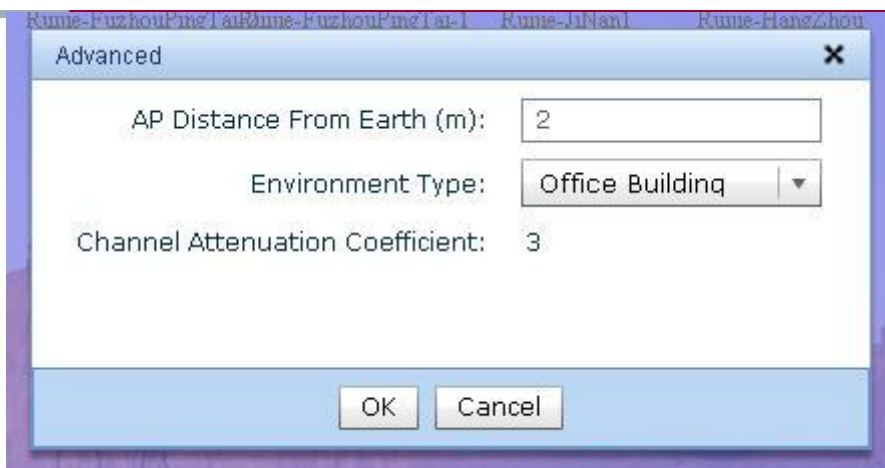 Advanced
AP Distance From Earth (m): 2
Environment Type: Office Building
Channel Attenuation Coefficient: 3
OK Cancel